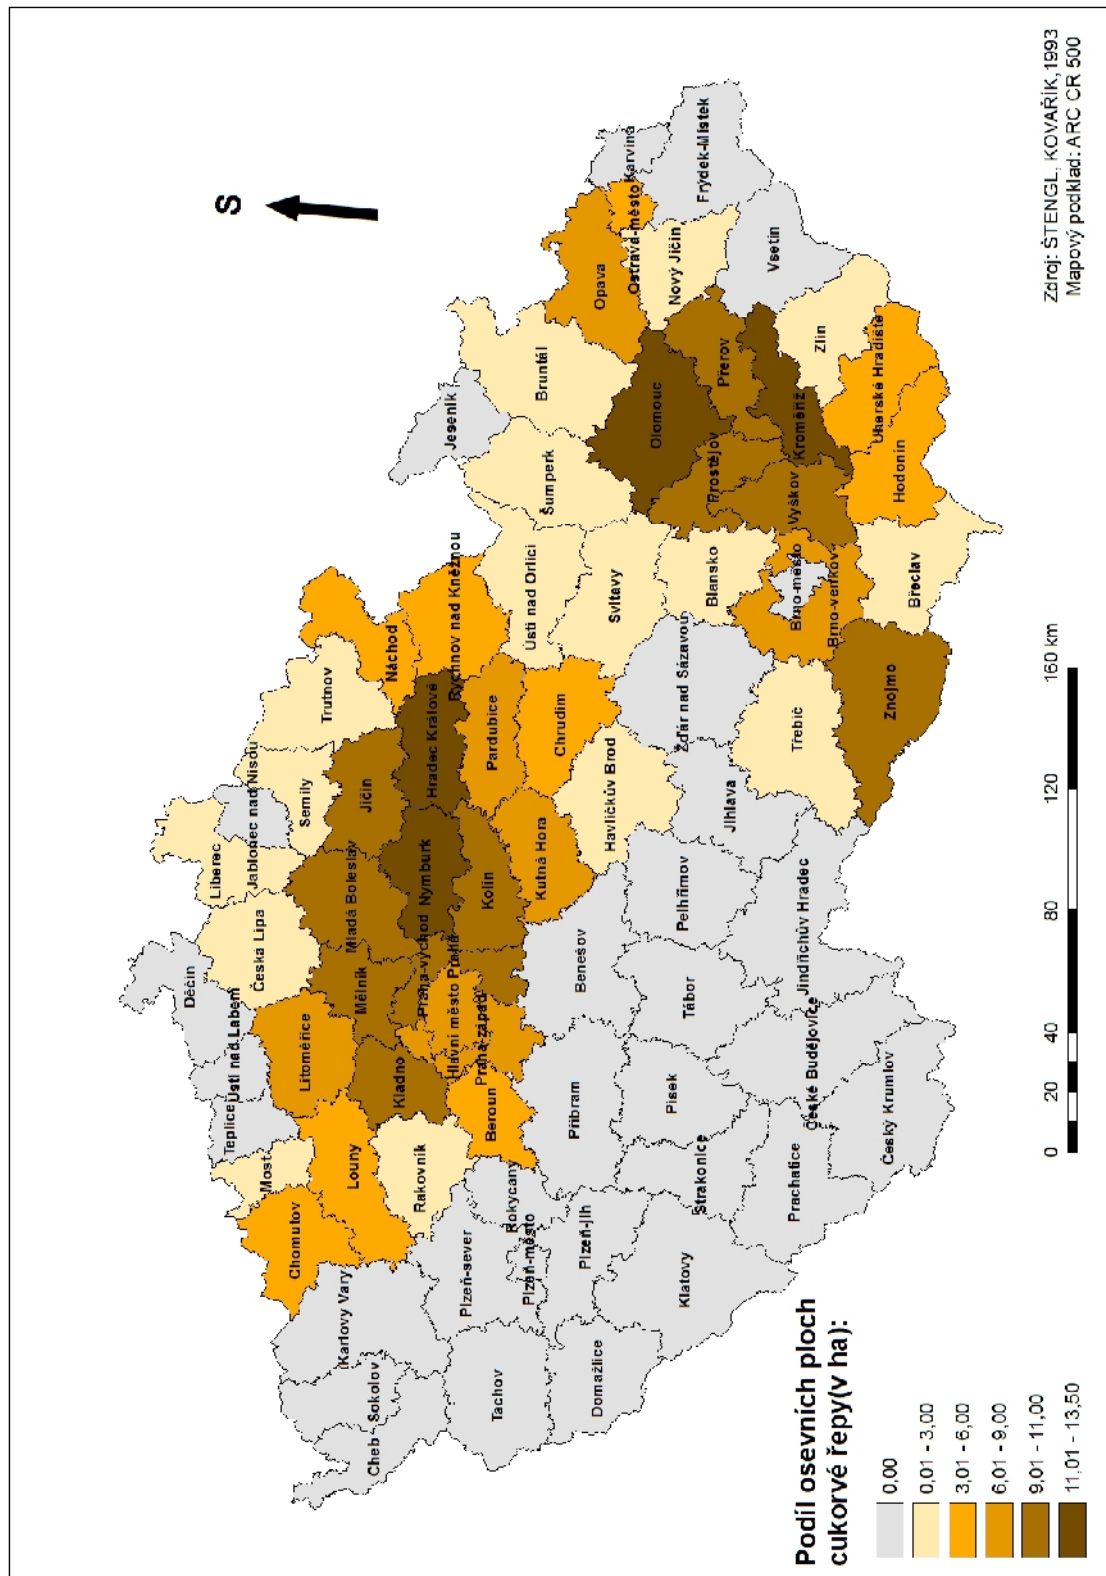 S
Děčín
Liberec
Ústí nad Labem
Teplice
Česká Lípa
Jablonec nad Nisou
Most
Semily
Trutnov
Jeseník
Chomutov
Litoměřice
Louny
Mladá Boleslav
Jičín
Náchod
Karlovy Vary
Sokolov
Cheb
Mělník
Kladno
Rakovník
Nymburk
Hradec Králové
Rychnov nad Kněžnou
Praha-východ
Hlavní město Praha
Praha-západ
Kolín
Pardubice
Beroun
Bruntál
Šumperk
Opava
Karviná
Ostrava-město
Frýdek-Místek
Nový Jičín
Ústí nad Orlicí
Chrudim
Kutná Hora
Svitavy
Olomouc
Plzeň-sever
Rokycany
Plzeň-město
Plzeň-jih
Tachov
Domažlice
Klatovy
Příbram
Benešov
Havlíčkův Brod
Žďár nad Sázavou
Blansko
Prostějov
Přerov
Vsetín
Kroměříž
Vyškov
Zlín
Uherské Hradiště
Hodonín
Brno-město
Brno-venkov
Břeclav
Znojmo
Třebíč
Jihlava
Pelhřimov
Tábor
Písek
Strakonice
Prachatice
České Budějovice
Jindřichův Hradec
Český Krumlov
Podíl osevních ploch
cukorvé řepy(v ha):
0,00
0,01 - 3,00
3,01 - 6,00
6,01 - 9,00
9,01 - 11,00
11,01 - 13,50
0 20 40 80 120 160 km
Zdroj: ŠTENGL, KOVAŘÍK,1993
Mapový podklad: ARC CR 500